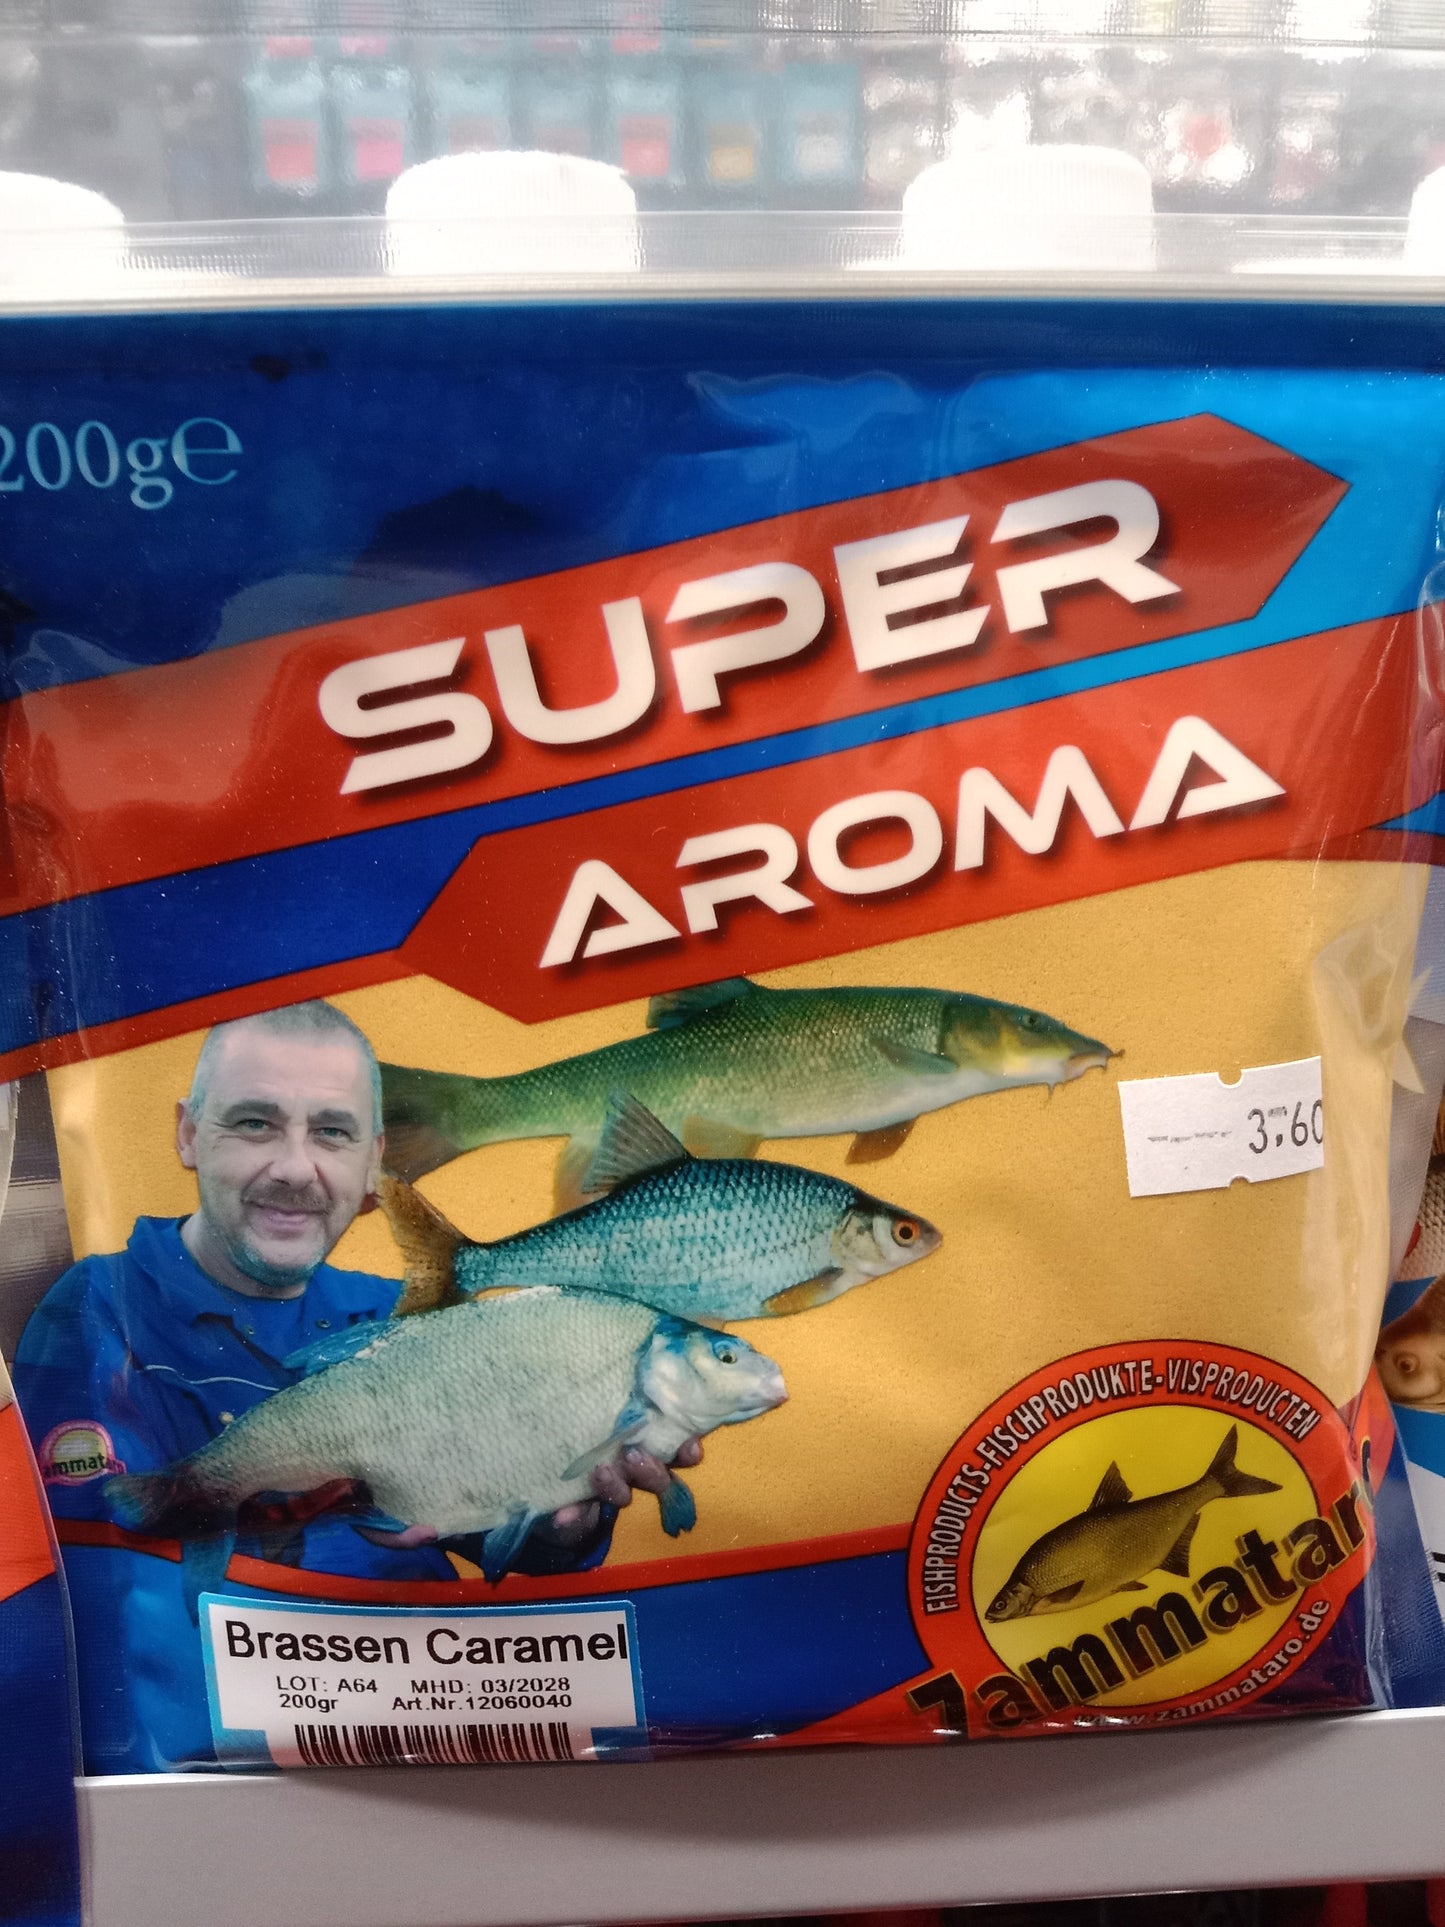 200g℮
SUPER
AROMA
3.60
FISHPRODUCTS-FISCHPRODUKTE-VISPRODUCTEN
Zammataro
www.zammataro.de
ammatar
Brassen Caramel
LOT: A64 MHD: 03/2028
200gr Art.Nr.12060040